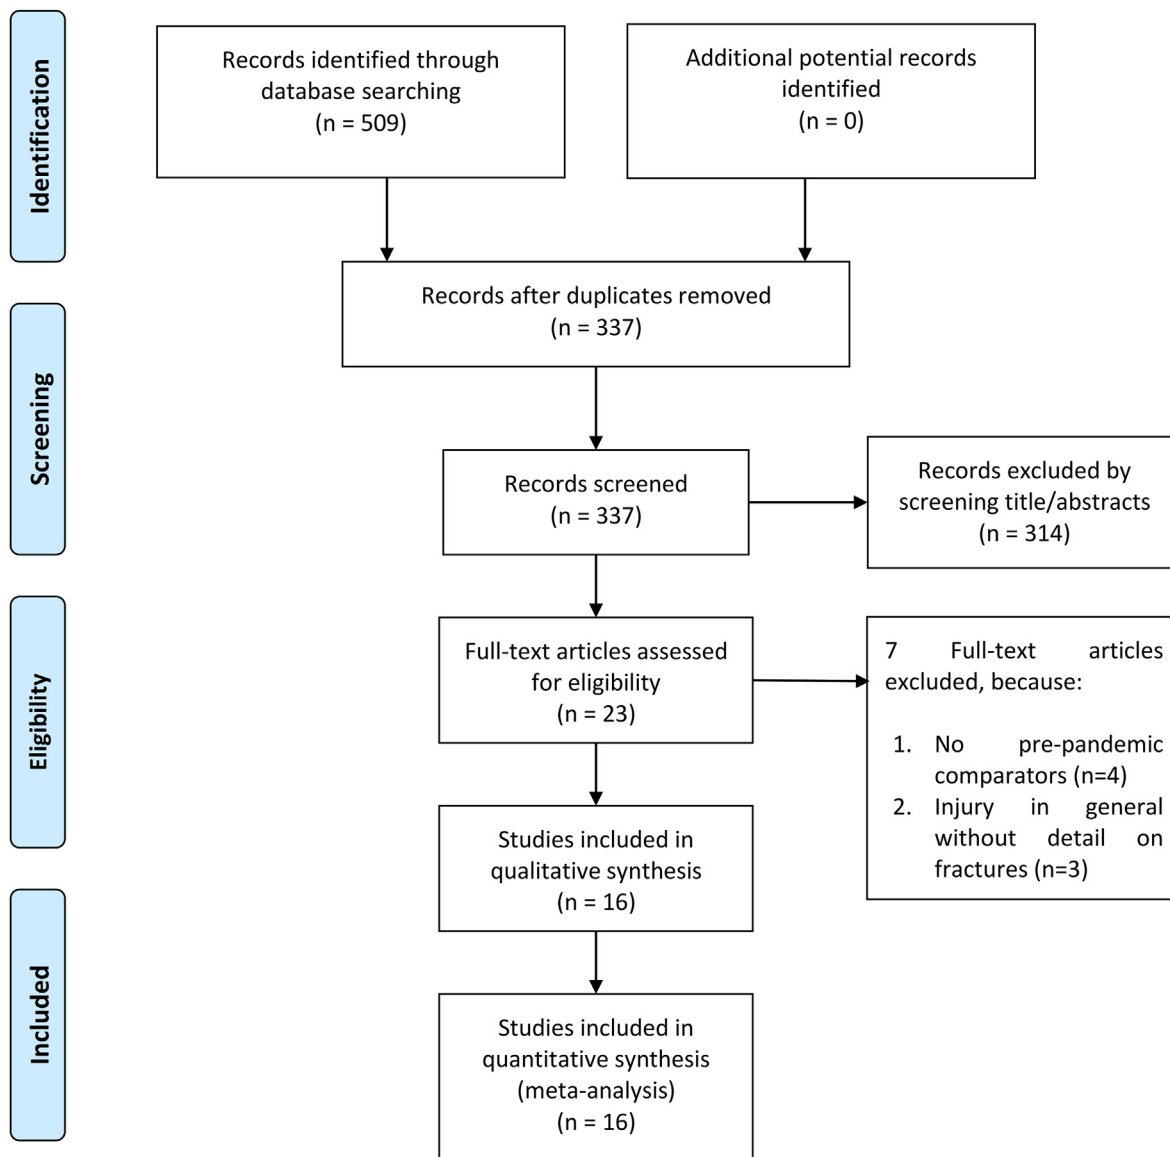 Identification
Records identified through
database searching
(n = 509)
Additional potential records
identified
(n = 0)
Records after duplicates removed
(n = 337)
Screening
Records screened
(n = 337)
Records excluded by
screening title/abstracts
(n = 314)
Eligibility
Full-text articles assessed
for eligibility
(n = 23)
7 Full-text articles
excluded, because:
1. No pre-pandemic
comparators (n=4)
2. Injury in general
without detail on
fractures (n=3)
Studies included in
qualitative synthesis
(n = 16)
Included
Studies included in
quantitative synthesis
(meta-analysis)
(n = 16)